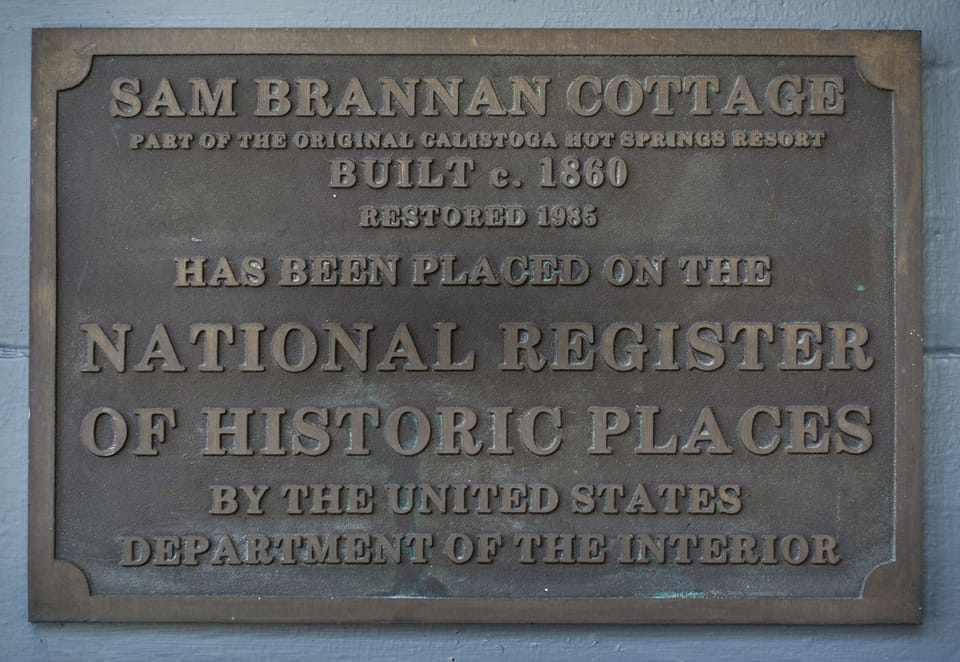 SAM BRANNAN COTTAGE
PART OF THE ORIGINAL CALISTOGA HOT SPRINGS RESORT
BUILT c. 1860
RESTORED 1985
HAS BEEN PLACED ON THE
NATIONAL REGISTER
OF HISTORIC PLACES
BY THE UNITED STATES
DEPARTMENT OF THE INTERIOR